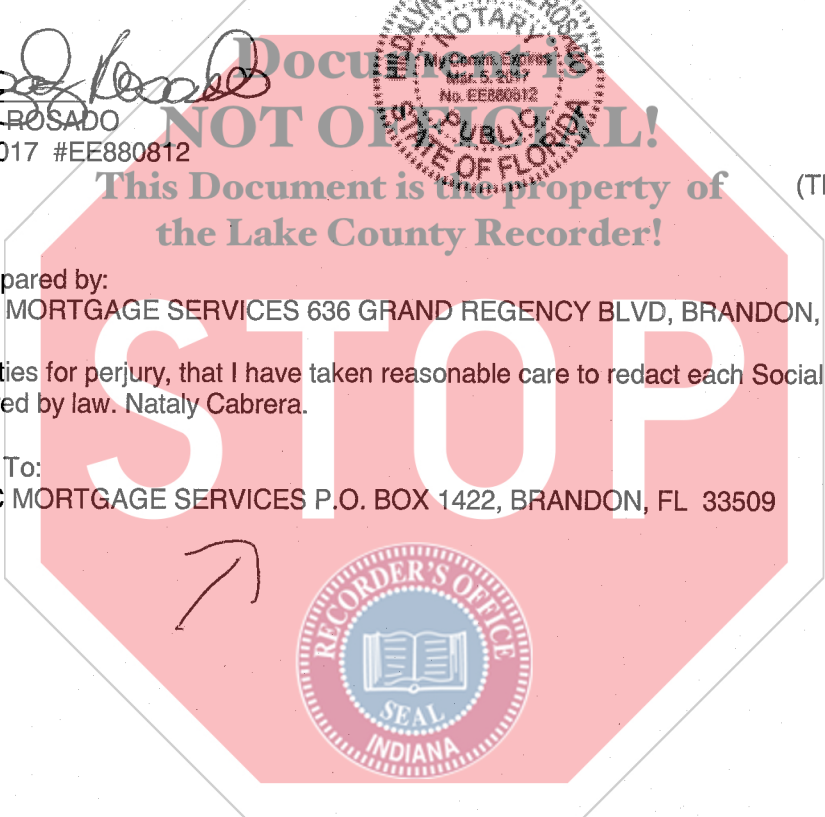 NOTARY
My Comm. Expires
Mar. 5, 2017
No. EE880812
PUBLIC
STATE OF FLORIDA
Document is
NOT OFFICIAL!
This Document is the property of
the Lake County Recorder!
ROSADO
017 #EE880812
(T
pared by:
MORTGAGE SERVICES 636 GRAND REGENCY BLVD, BRANDON,
ties for perjury, that I have taken reasonable care to redact each Social
ed by law. Nataly Cabrera.
To:
C MORTGAGE SERVICES P.O. BOX 1422, BRANDON, FL 33509
STOP
RECORDER'S OFFICE
SEAL
INDIANA